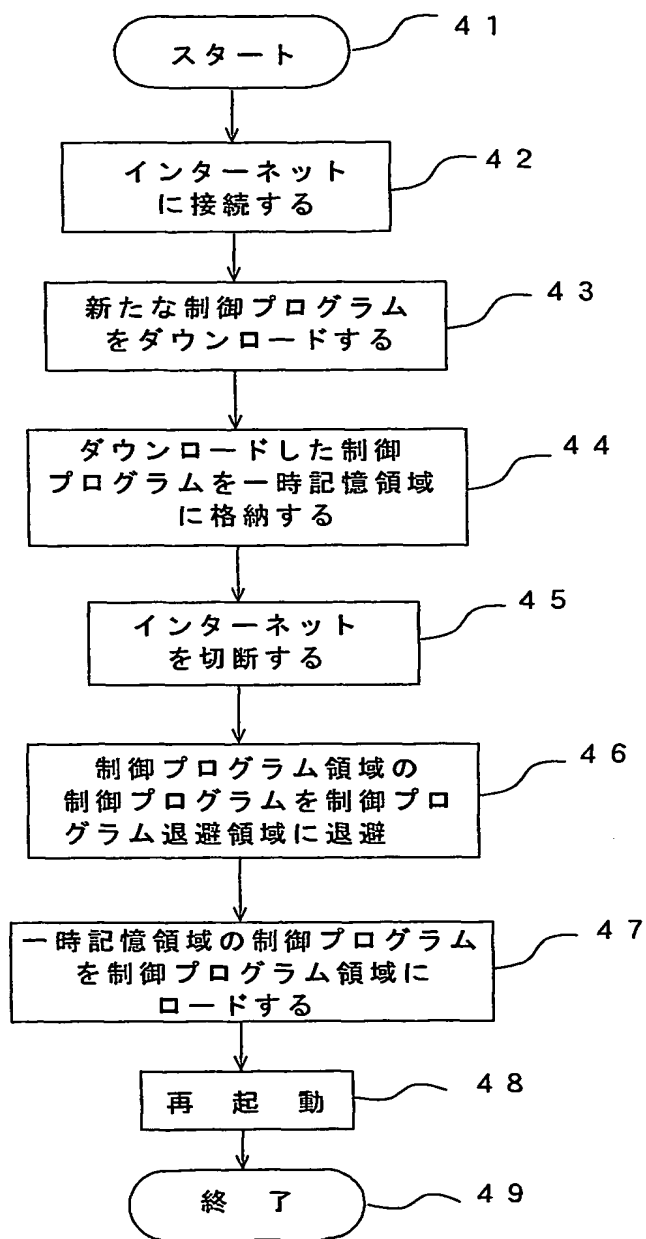 スタート
41
インターネット
に接続する
42
新たな制御プログラム
をダウンロードする
43
ダウンロードした制御
プログラムを一時記憶領域
に格納する
44
インターネット
を切断する
45
制御プログラム領域の
制御プログラムを制御プロ
グラム退避領域に退避
46
一時記憶領域の制御プログラム
を制御プログラム領域に
ロードする
47
再起動
48
終了
49